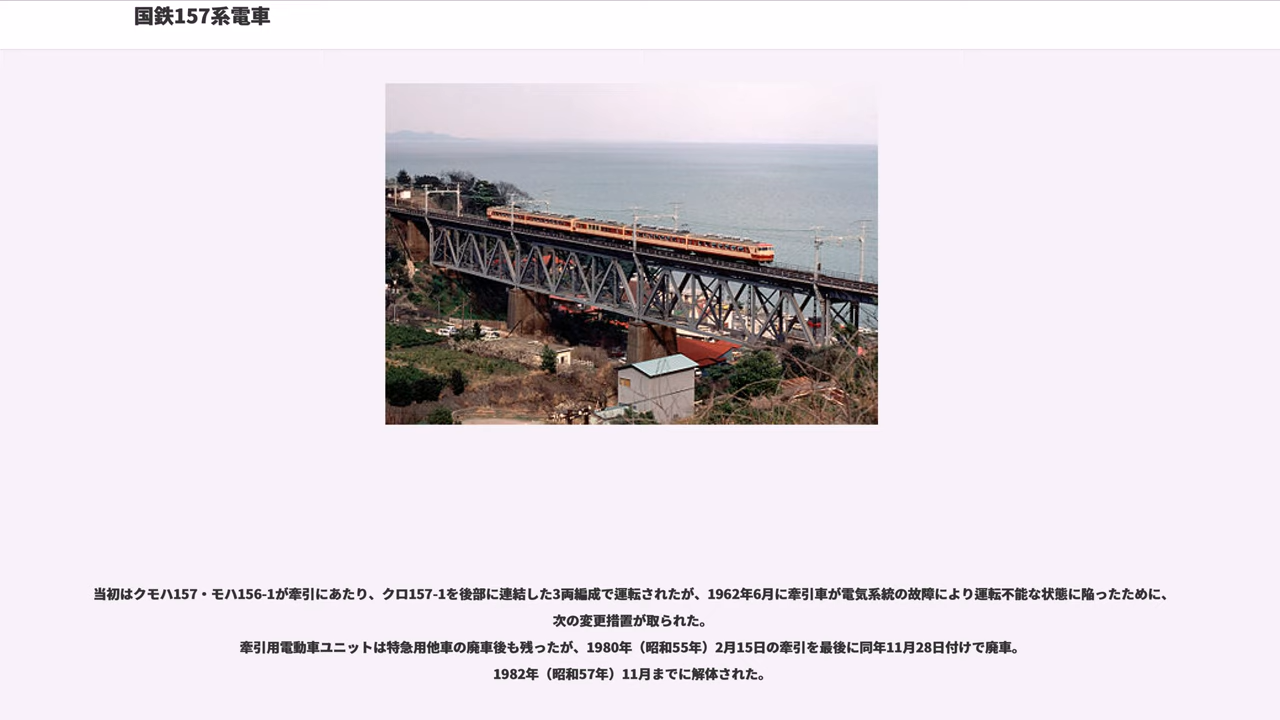 国鉄157系電車
当初はクモハ157・モハ156-1が牽引にあたり、クロ157-1を後部に連結した3両編成で運転されたが、1962年6月に牽引車が電気系統の故障により運転不能な状態に陥ったために、
次の変更措置が取られた。
牽引用電動車ユニットは特急用他車の廃車後も残ったが、1980年（昭和55年）2月15日の牽引を最後に同年11月28日付けで廃車。
1982年（昭和57年）11月までに解体された。